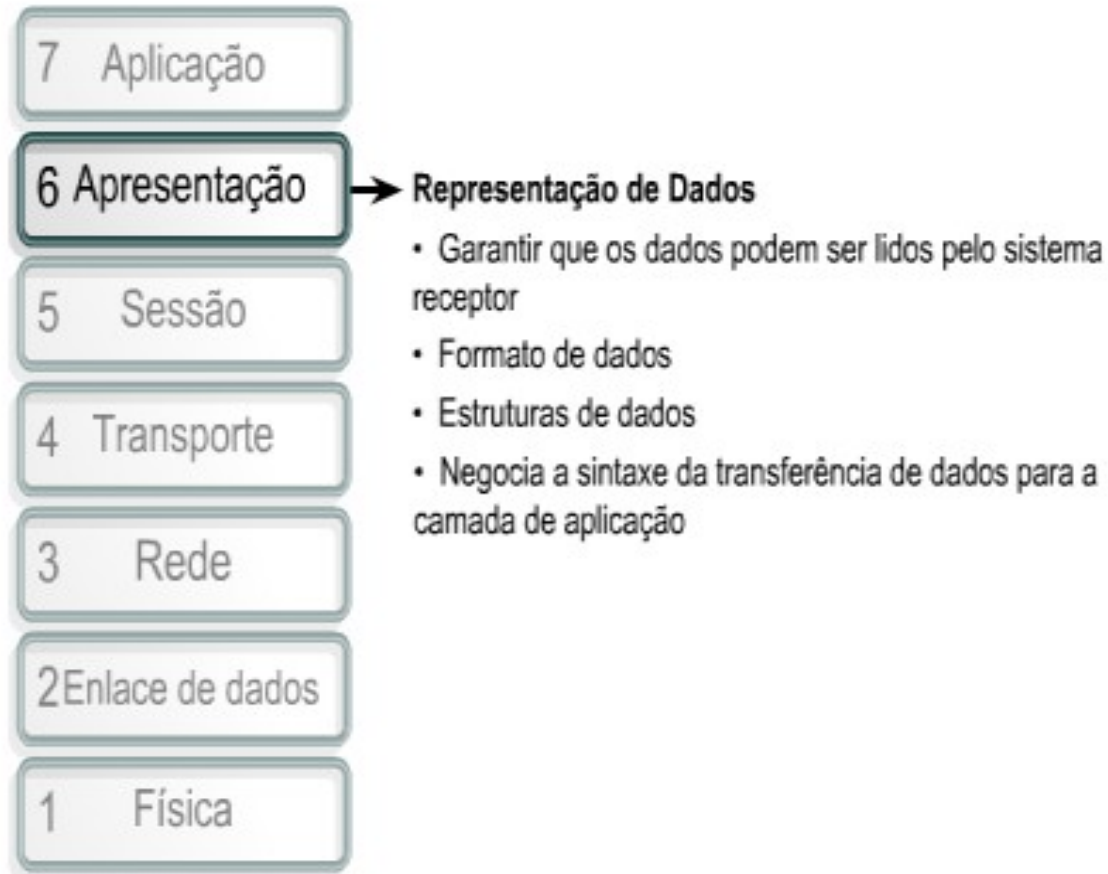 7 Aplicação
6 Apresentação
Representação de Dados
• Garantir que os dados podem ser lidos pelo sistema
receptor
• Formato de dados
• Estruturas de dados
• Negocia a sintaxe da transferência de dados para a
camada de aplicação
5 Sessão
4 Transporte
3 Rede
2 Enlace de dados
1 Física